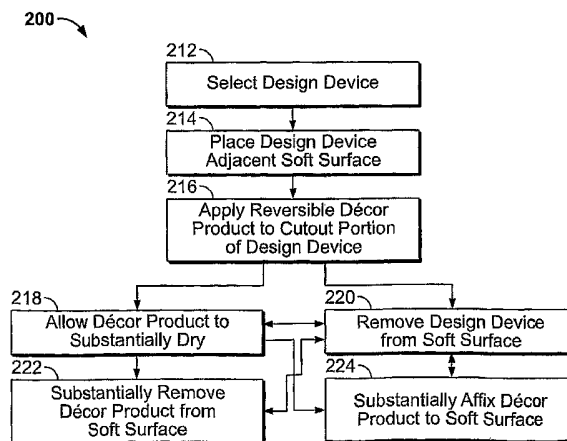 200
212
Select Design Device
214
Place Design Device
Adjacent Soft Surface
216
Apply Reversible Décor
Product to Cutout Portion
of Design Device
218
Allow Décor Product to
Substantially Dry
220
Remove Design Device
from Soft Surface
222
Substantially Remove
Décor Product from
Soft Surface
224
Substantially Affix Décor
Product to Soft Surface